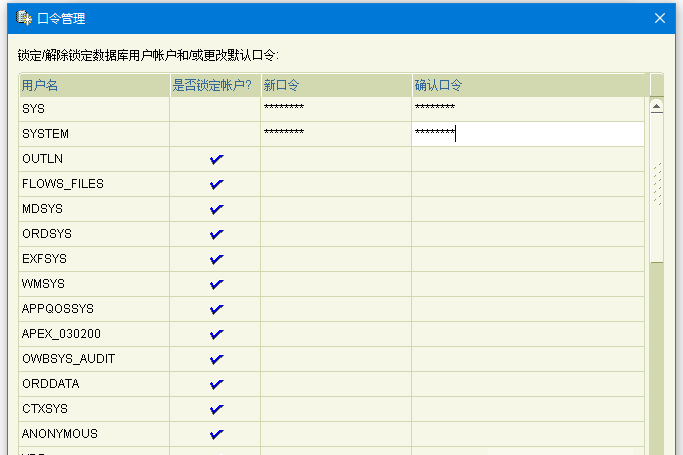 口令管理
锁定/解除锁定数据库用户帐户和/或更改默认口令:
用户名 是否锁定帐户? 新口令 确认口令
SYS ******** ********
SYSTEM ******** ********
OUTLN
FLOWS_FILES
MDSYS
ORDSYS
EXFSYS
WMSYS
APPQOSSYS
APEX_030200
OWBSYS_AUDIT
ORDDATA
CTXSYS
ANONYMOUS